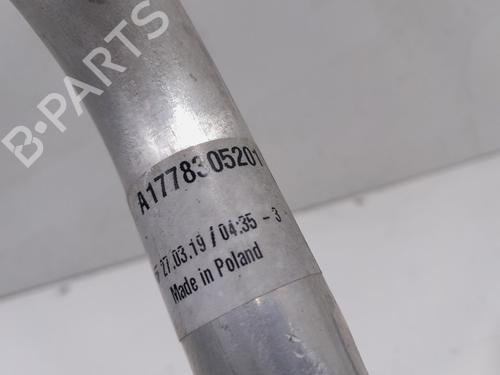 B-PARTS
A1778305201
27.03.19 / 04:35 - 3
Made in Poland